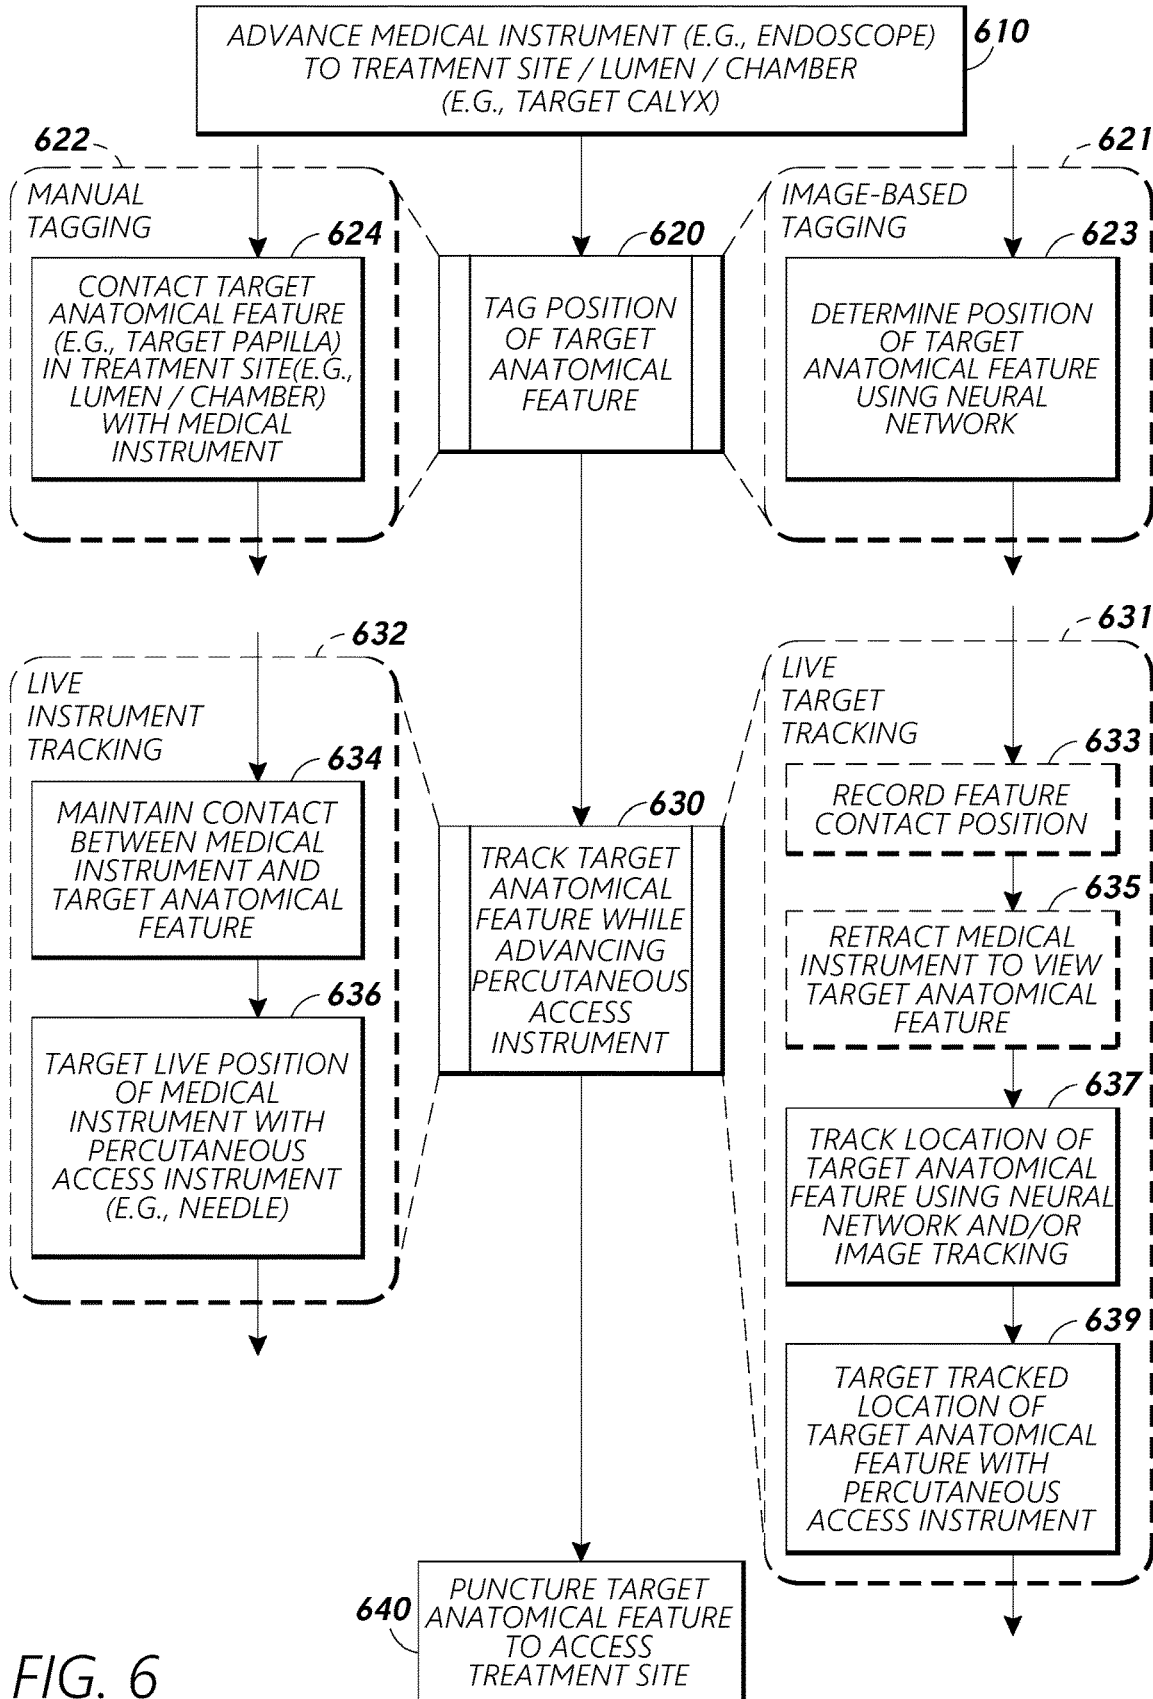 ADVANCE MEDICAL INSTRUMENT (E.G., ENDOSCOPE)
TO TREATMENT SITE / LUMEN / CHAMBER
(E.G., TARGET CALYX)
610
622
MANUAL
TAGGING
624
CONTACT TARGET
ANATOMICAL FEATURE
(E.G., TARGET PAPILLA)
IN TREATMENT SITE(E.G.,
LUMEN / CHAMBER)
WITH MEDICAL
INSTRUMENT
620
TAG POSITION
OF TARGET
ANATOMICAL
FEATURE
621
IMAGE-BASED
TAGGING
623
DETERMINE POSITION
OF TARGET
ANATOMICAL FEATURE
USING NEURAL
NETWORK
632
LIVE
INSTRUMENT
TRACKING
634
MAINTAIN CONTACT
BETWEEN MEDICAL
INSTRUMENT AND
TARGET ANATOMICAL
FEATURE
636
TARGET LIVE POSITION
OF MEDICAL
INSTRUMENT WITH
PERCUTANEOUS
ACCESS INSTRUMENT
(E.G., NEEDLE)
630
TRACK TARGET
ANATOMICAL
FEATURE WHILE
ADVANCING
PERCUTANEOUS
ACCESS
INSTRUMENT
631
LIVE
TARGET
TRACKING
633
RECORD FEATURE
CONTACT POSITION
635
RETRACT MEDICAL
INSTRUMENT TO VIEW
TARGET ANATOMICAL
FEATURE
637
TRACK LOCATION OF
TARGET ANATOMICAL
FEATURE USING NEURAL
NETWORK AND/OR
IMAGE TRACKING
639
TARGET TRACKED
LOCATION OF
TARGET ANATOMICAL
FEATURE WITH
PERCUTANEOUS
ACCESS INSTRUMENT
640
PUNCTURE TARGET
ANATOMICAL FEATURE
TO ACCESS
TREATMENT SITE
FIG. 6